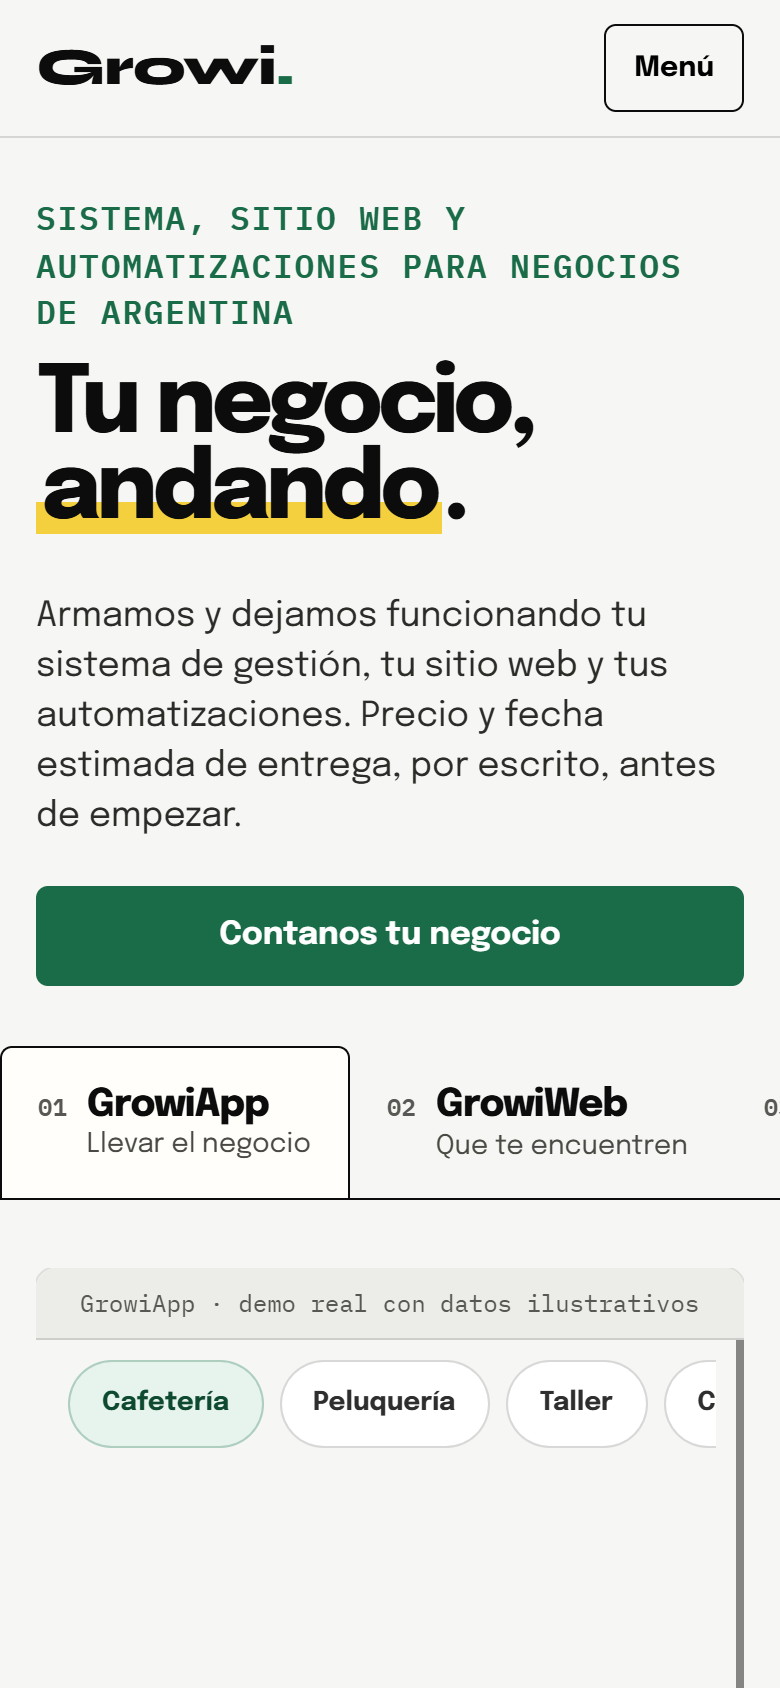 Growi.
Menú
SISTEMA, SITIO WEB Y
AUTOMATIZACIONES PARA NEGOCIOS
DE ARGENTINA
Tu negocio,
andando.
Armamos y dejamos funcionando tu
sistema de gestión, tu sitio web y tus
automatizaciones. Precio y fecha
estimada de entrega, por escrito, antes
de empezar.
Contanos tu negocio
01 GrowiApp
Llevar el negocio
02 GrowiWeb
Que te encuentren
GrowiApp · demo real con datos ilustrativos
Cafetería Peluquería Taller